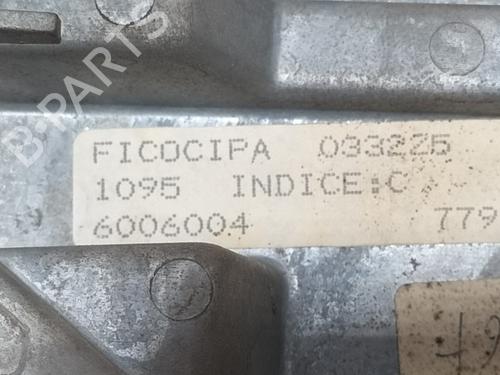 B-PARTS
FICOCIPA 033225
1095 INDICE:C
6006004 779